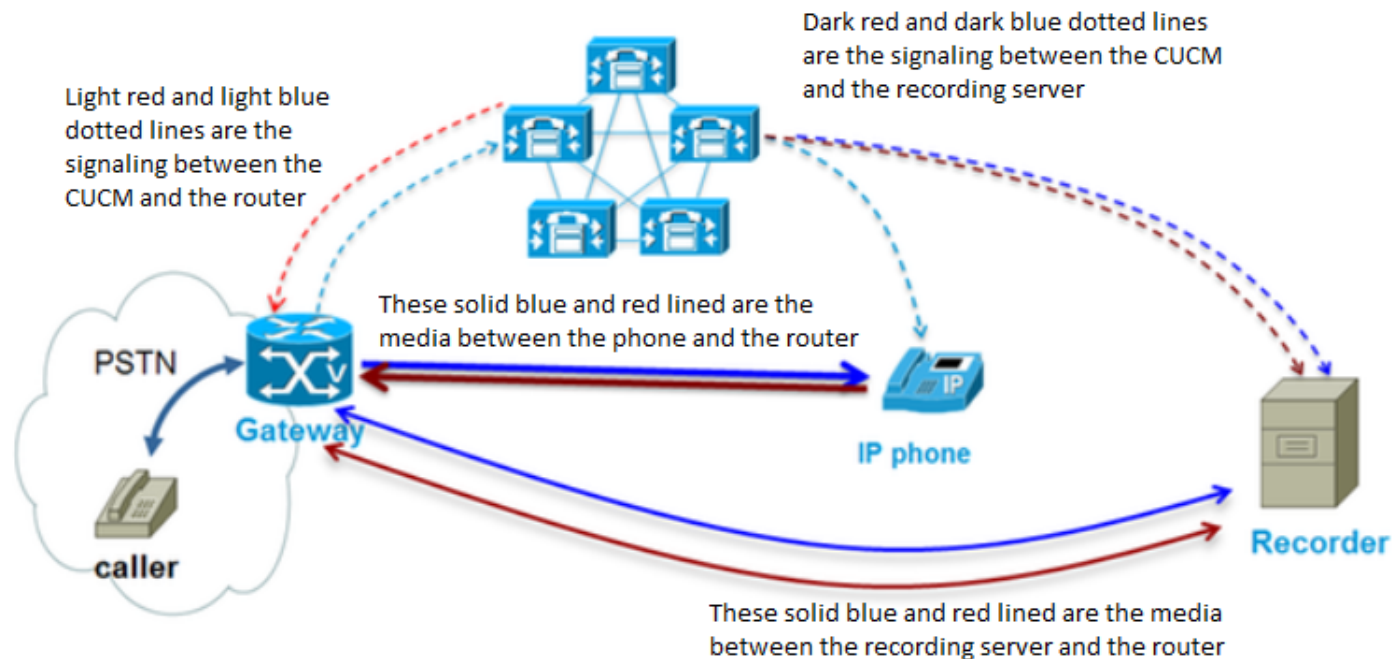 Dark red and dark blue dotted lines
are the signaling between the CUCM
and the recording server
Light red and light blue
dotted lines are the
signaling between the
CUCM and the router
These solid blue and red lined are the
media between the phone and the router
PSTN
V
IP
Gateway
IP phone
caller
Recorder
These solid blue and red lined are the media
between the recording server and the router